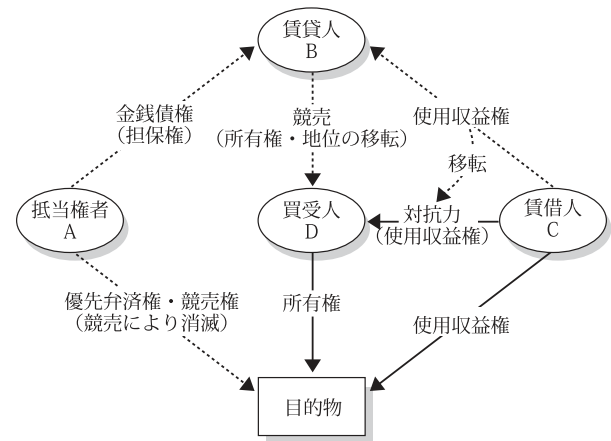 賃貸人
B
金銭債権
（担保権）
競売
（所有権・地位の移転）
使用収益権
移転
抵当権者
A
買受人
D
対抗力
（使用収益権）
賃借人
C
優先弁済権・競売権
（競売により消滅）
所有権
使用収益権
目的物